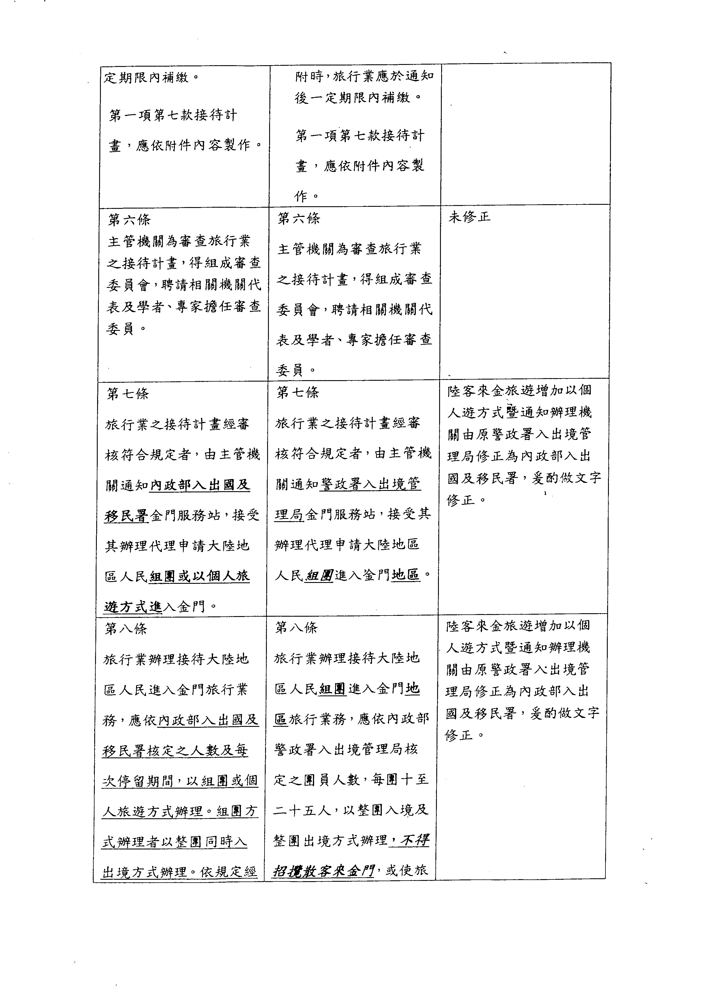 定期限內補繳。
第一項第七款接待計
畫，應依附件內容製作。
附時，旅行業應於通知
後一定期限內補繳。
第一項第七款接待計
畫，應依附件內容製
作。
第六條
主管機關為審查旅行業
之接待計畫，得組成審查
委員會，聘請相關機關代
表及學者、專家擔任審查
委員。
第六條
主管機關為審查旅行業
之接待計畫，得組成審查
委員會，聘請相關機關代
表及學者、專家擔任審查
委員。
未修正
第七條
旅行業之接待計畫經審
核符合規定者，由主管機
關通知內政部入出國及
移民署金門服務站，接受
其辦理代理申請大陸地
區人民組團或以個人旅
遊方式進入金門。
第七條
旅行業之接待計畫經審
核符合規定者，由主管機
關通知警政署入出境管
理局金門服務站，接受其
辦理代理申請大陸地區
人民組團進入金門地區。
陸客來金旅遊增加以個
人遊方式暨通知辦理機
關由原警政署入出境管
理局修正為內政部入出
國及移民署，爰酌做文字
修正。
第八條
旅行業辦理接待大陸地
區人民進入金門旅行業
務，應依內政部入出國及
移民署核定之人數及每
次停留期間，以組團或個
人旅遊方式辦理。組團方
式辦理者以整團同時入
出境方式辦理。依規定經
第八條
旅行業辦理接待大陸地
區人民組團進入金門地
區旅行業務，應依內政部
警政署入出境管理局核
定之團員人數，每團十至
二十五人，以整團入境及
整團出境方式辦理，不得
招攬散客來金門，或使旅
陸客來金旅遊增加以個
人遊方式暨通知辦理機
關由原警政署入出境管
理局修正為內政部入出
國及移民署，爰酌做文字
修正。